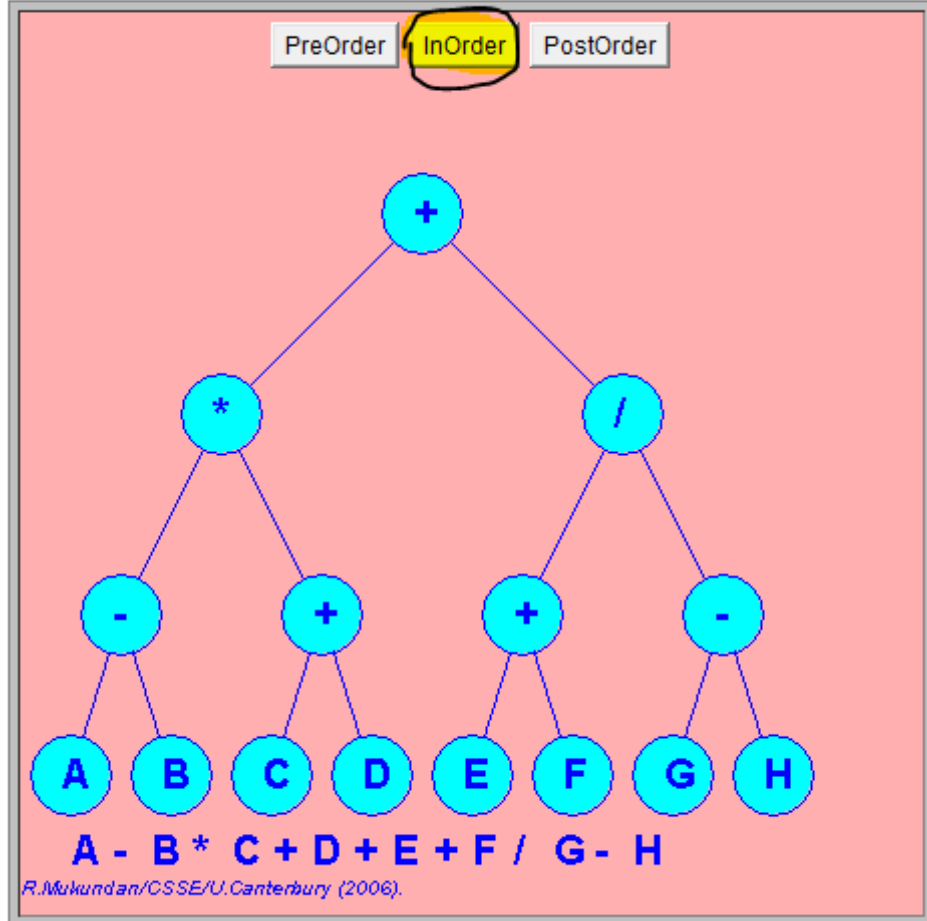 PreOrder InOrder PostOrder
+
* /
- + + -
A B C D E F G H
A - B * C + D + E + F / G - H
R.Mukundan/CSSE/U.Canterbury (2006).